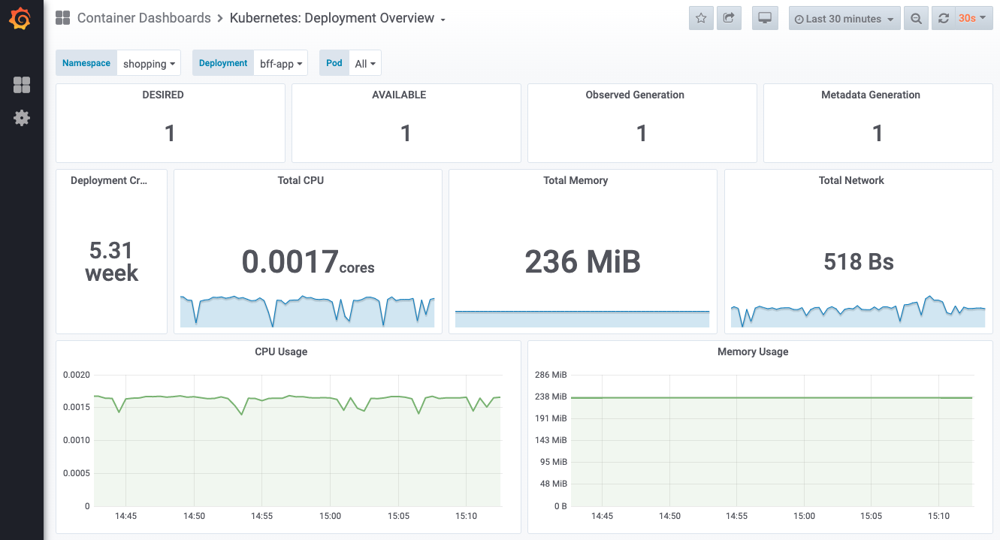 Container Dashboards > Kubernetes: Deployment Overview
Last 30 minutes
30s
Namespace shopping Deployment bff-app Pod All
DESIRED
1
AVAILABLE
1
Observed Generation
1
Metadata Generation
1
Deployment Cr...
5.31
week
Total CPU
0.0017 cores
Total Memory
236 MiB
Total Network
518 Bs
CPU Usage
0.0020
0.0015
0.0010
0.0005
0
14:45 14:50 14:55 15:00 15:05 15:10
Memory Usage
286 MiB
238 MiB
191 MiB
143 MiB
95 MiB
48 MiB
0 B
14:45 14:50 14:55 15:00 15:05 15:10